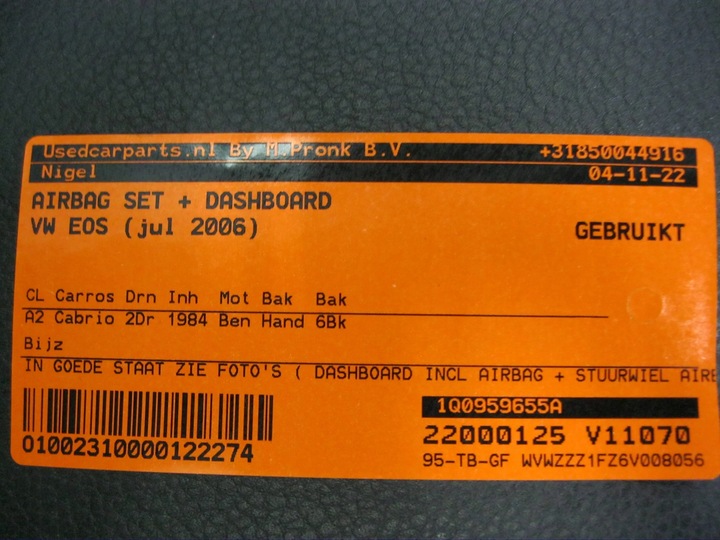 Usedcarparts.nl By M.Pronk B.V. +31850044916
Nigel 04-11-22
AIRBAG SET + DASHBOARD
VW EOS (jul 2006) GEBRUIKT
CL Carros Drn Inh Mot Bak Bak
A2 Cabrio 2Dr 1984 Ben Hand 6Bk
Bijz
IN GOEDE STAAT ZIE FOTO'S ( DASHBOARD INCL AIRBAG + STUURWIEL AIRB
1Q0959655A
01002310000122274 22000125 V11070
95-TB-GF WVWZZZ1FZ6V008056